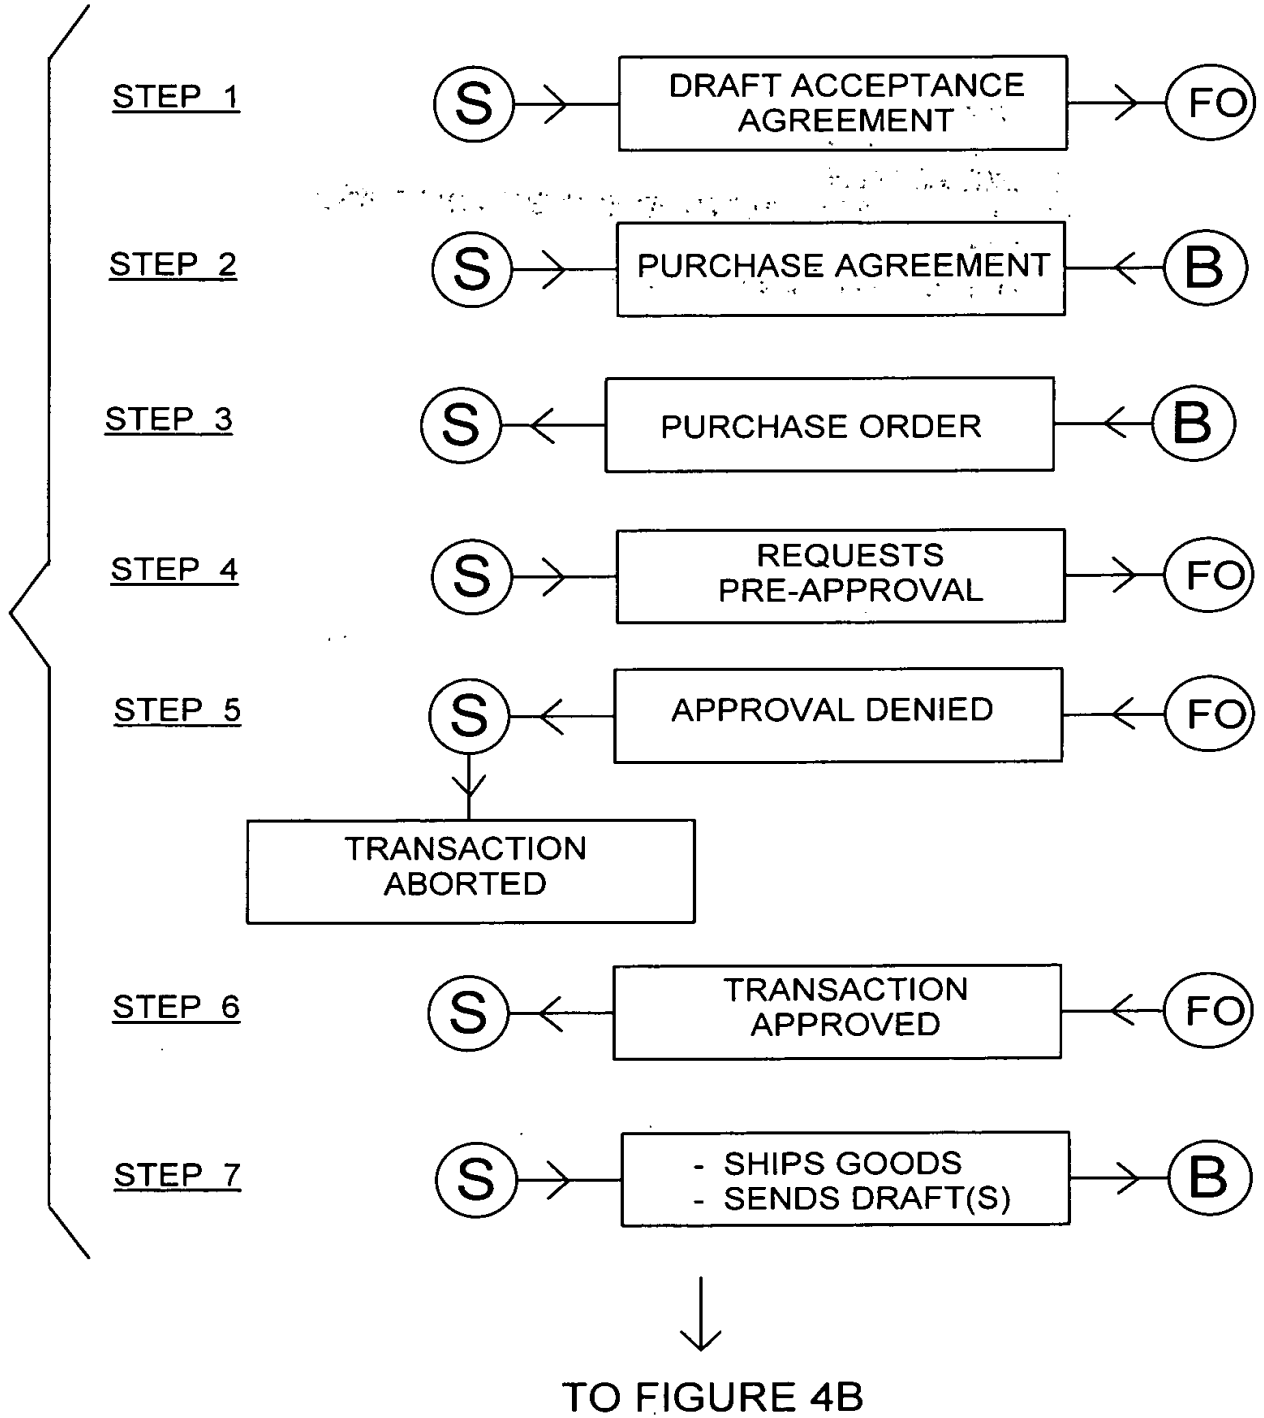 STEP 1
S
DRAFT ACCEPTANCE
AGREEMENT
FO
STEP 2
S
PURCHASE AGREEMENT
B
STEP 3
S
PURCHASE ORDER
B
STEP 4
S
REQUESTS
PRE-APPROVAL
FO
STEP 5
S
APPROVAL DENIED
FO
TRANSACTION
ABORTED
STEP 6
S
TRANSACTION
APPROVED
FO
STEP 7
S
- SHIPS GOODS
- SENDS DRAFT(S)
B
TO FIGURE 4B